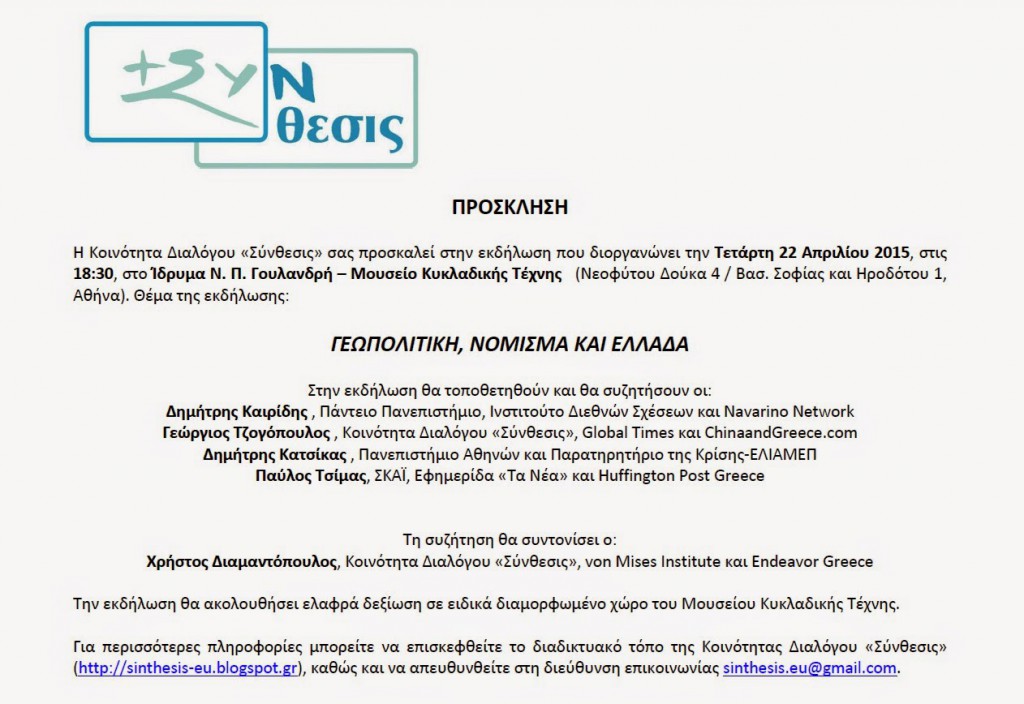 +ΣΥΝ
θεσις
ΠΡΟΣΚΛΗΣΗ
Η Κοινότητα Διαλόγου «Σύνθεσις» σας προσκαλεί στην εκδήλωση που διοργανώνει την Τετάρτη 22 Απριλίου 2015, στις
18:30, στο Ίδρυμα Ν. Π. Γουλανδρή – Μουσείο Κυκλαδικής Τέχνης (Νεοφύτου Δούκα 4 / Βασ. Σοφίας και Ηροδότου 1,
Αθήνα). Θέμα της εκδήλωσης:
ΓΕΩΠΟΛΙΤΙΚΗ, ΝΟΜΙΣΜΑ ΚΑΙ ΕΛΛΑΔΑ
Στην εκδήλωση θα τοποθετηθούν και θα συζητήσουν οι:
Δημήτρης Καιρίδης , Πάντειο Πανεπιστήμιο, Ινστιτούτο Διεθνών Σχέσεων και Navarino Network
Γεώργιος Τζογόπουλος , Κοινότητα Διαλόγου «Σύνθεσις», Global Times και ChinaandGreece.com
Δημήτρης Κατσίκας , Πανεπιστήμιο Αθηνών και Παρατηρητήριο της Κρίσης-ΕΛΙΑΜΕΠ
Παύλος Τσίμας, ΣΚΑΪ, Εφημερίδα «Τα Νέα» και Huffington Post Greece
Τη συζήτηση θα συντονίσει ο:
Χρήστος Διαμαντόπουλος, Κοινότητα Διαλόγου «Σύνθεσις», von Mises Institute και Endeavor Greece
Την εκδήλωση θα ακολουθήσει ελαφρά δεξίωση σε ειδικά διαμορφωμένο χώρο του Μουσείου Κυκλαδικής Τέχνης.
Για περισσότερες πληροφορίες μπορείτε να επισκεφθείτε το διαδικτυακό τόπο της Κοινότητας Διαλόγου «Σύνθεσις»
(http://sinthesis-eu.blogspot.gr), καθώς και να απευθυνθείτε στη διεύθυνση επικοινωνίας sinthesis.eu@gmail.com.